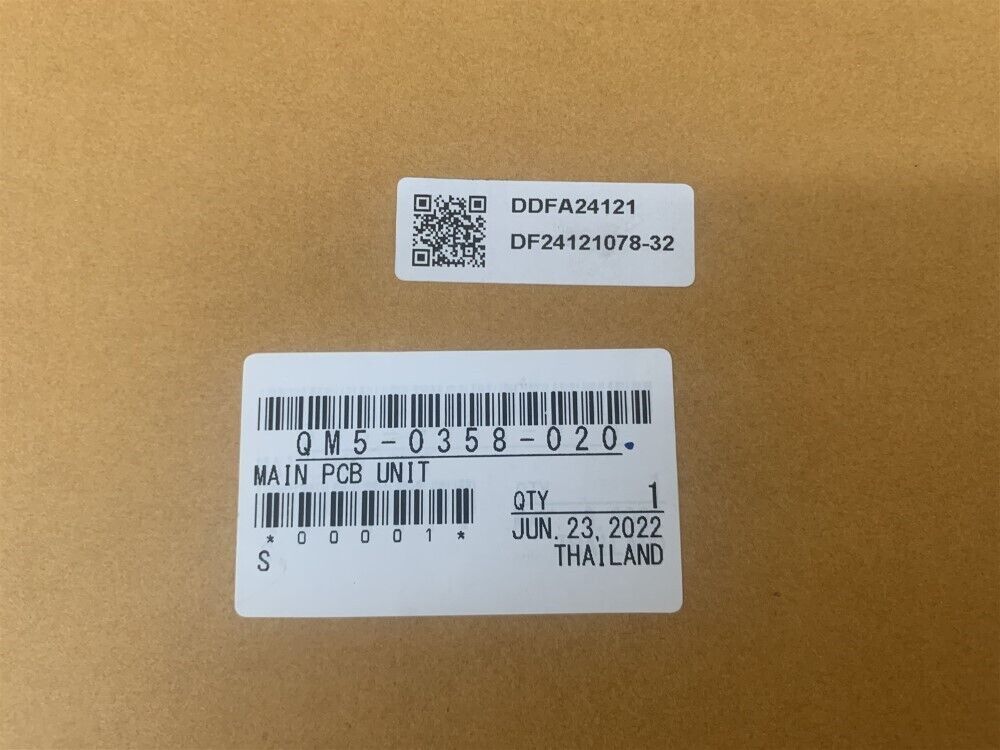 DDFA24121
DF24121078-32
QM5-0358-020.
MAIN PCB UNIT
*00001*
QTY 1
JUN. 23, 2022
S
THAILAND